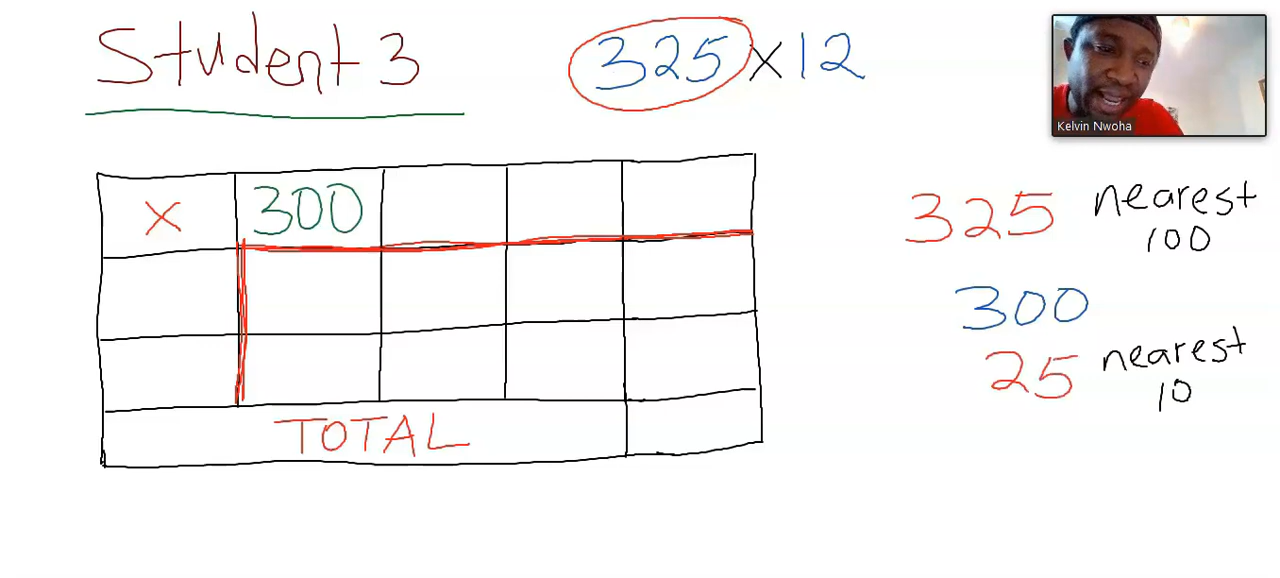 Student 3
325 × 12
Kelvin Nwoha
× 300
325 nearest
100
300
25 nearest
10
TOTAL